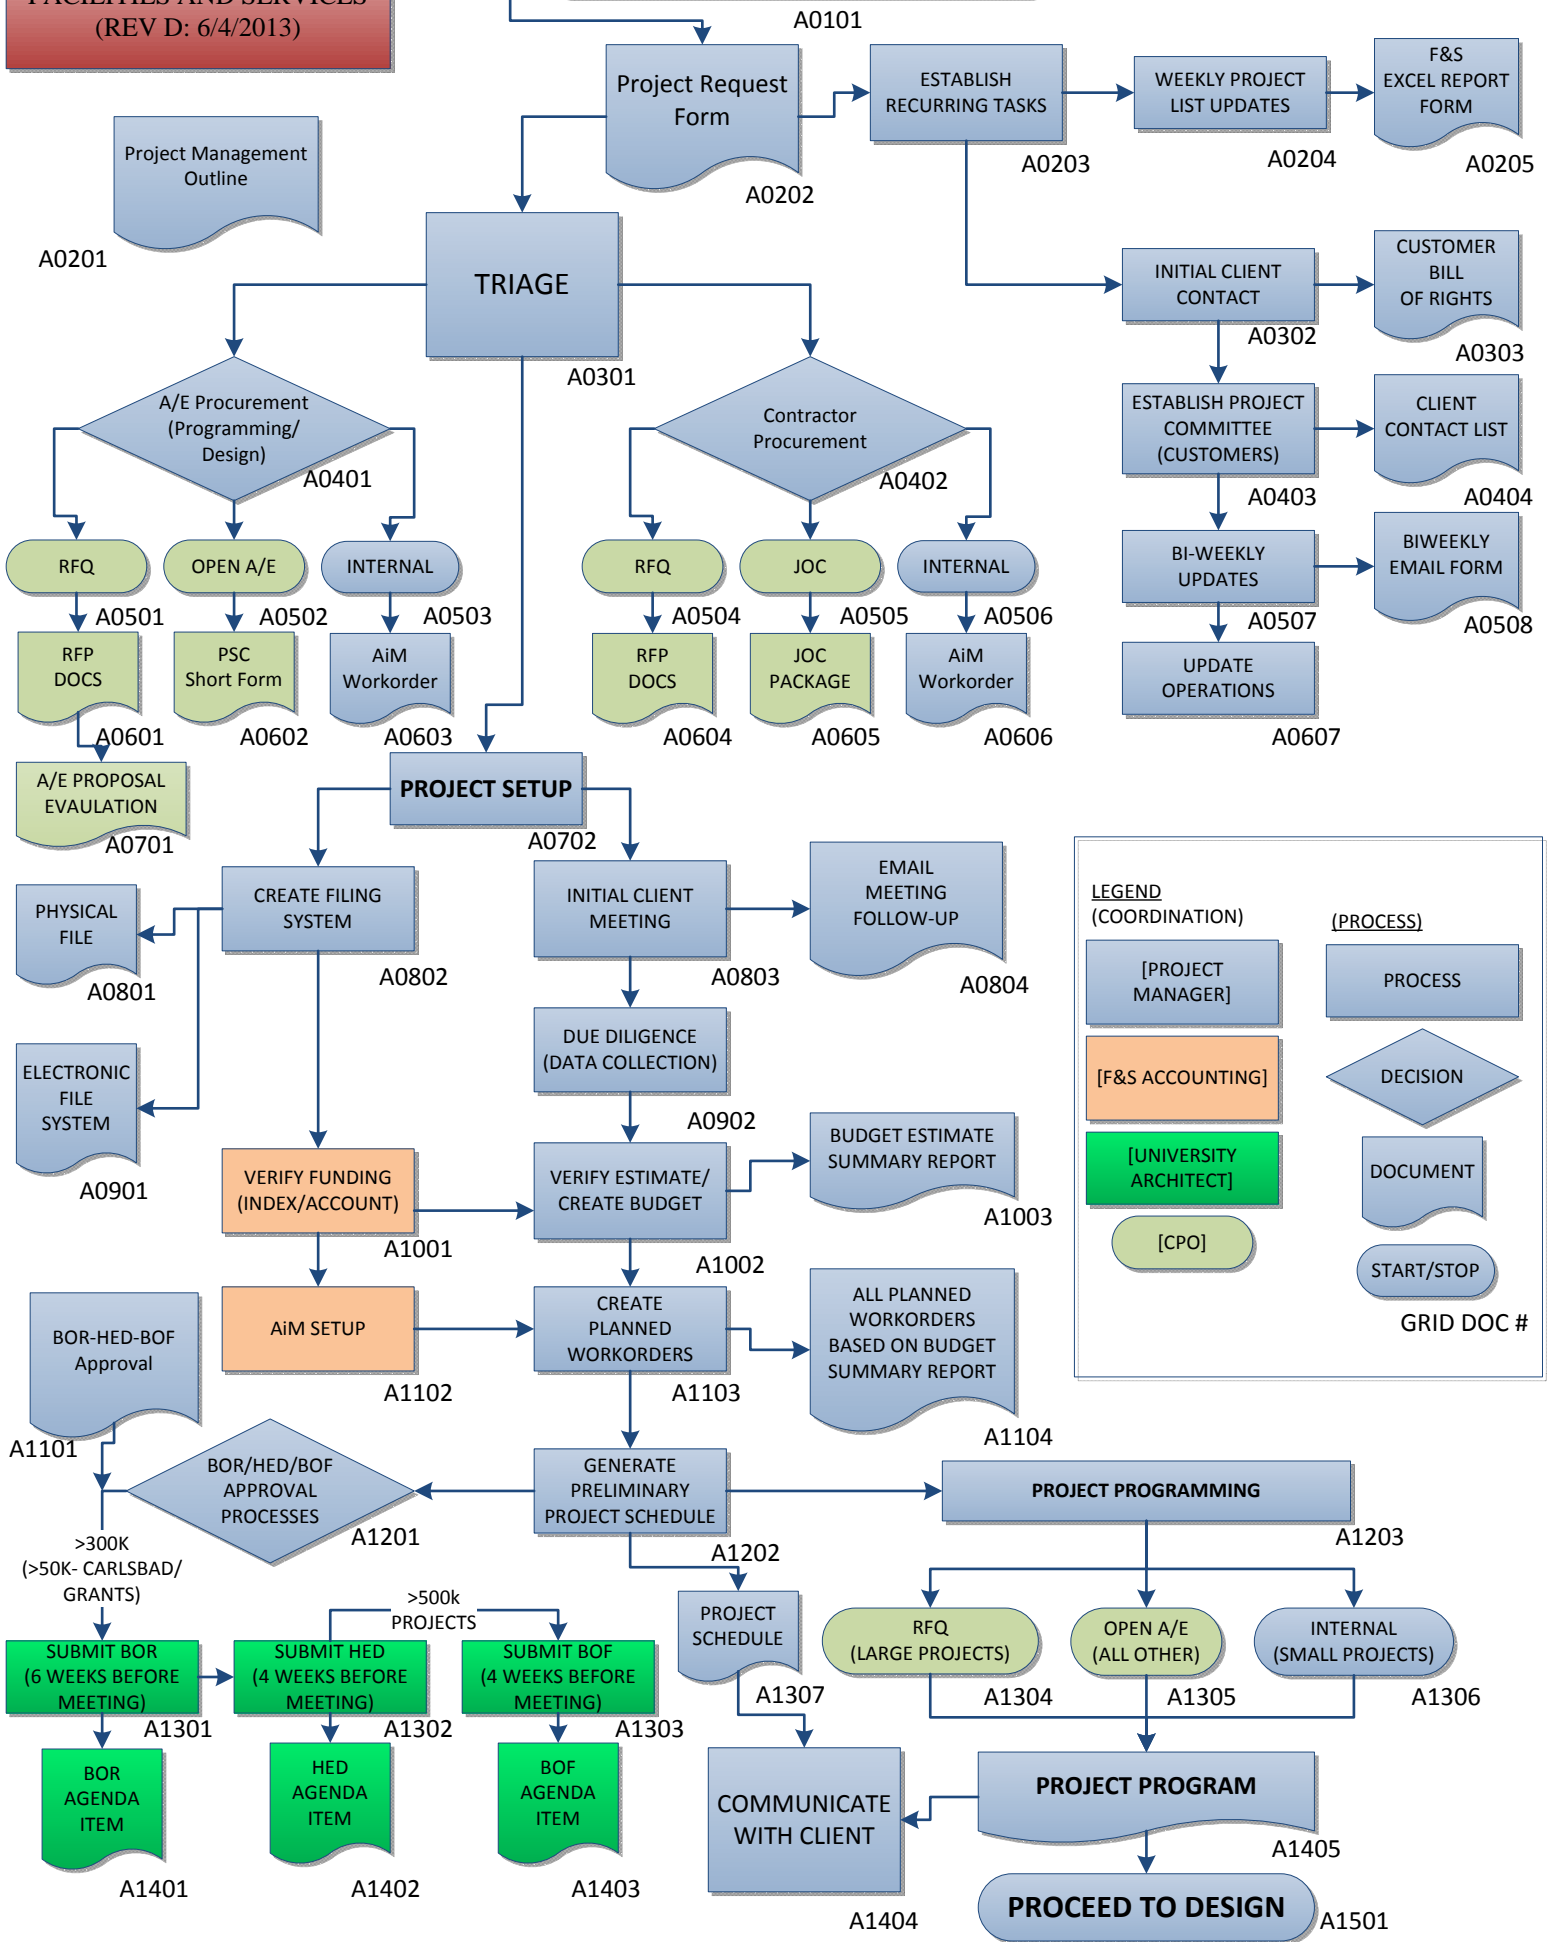 FACILITIES AND SERVICES
(REV D: 6/4/2013)
A0101
Project Request
Form
A0202
ESTABLISH
RECURRING TASKS
A0203
WEEKLY PROJECT
LIST UPDATES
A0204
F&S
EXCEL REPORT
FORM
A0205
Project Management
Outline
A0201
TRIAGE
A0301
INITIAL CLIENT
CONTACT
A0302
CUSTOMER
BILL
OF RIGHTS
A0303
A/E Procurement
(Programming/
Design)
A0401
Contractor
Procurement
A0402
ESTABLISH PROJECT
COMMITTEE
(CUSTOMERS)
A0403
CLIENT
CONTACT LIST
A0404
RFQ
A0501
OPEN A/E
A0502
INTERNAL
A0503
RFQ
A0504
JOC
A0505
INTERNAL
A0506
BI-WEEKLY
UPDATES
A0507
BIWEEKLY
EMAIL FORM
A0508
RFP
DOCS
A0601
PSC
Short Form
A0602
AiM
Workorder
A0603
RFP
DOCS
A0604
JOC
PACKAGE
A0605
AiM
Workorder
A0606
UPDATE
OPERATIONS
A0607
A/E PROPOSAL
EVAULATION
A0701
PROJECT SETUP
A0702
PHYSICAL
FILE
A0801
CREATE FILING
SYSTEM
A0802
INITIAL CLIENT
MEETING
A0803
EMAIL
MEETING
FOLLOW-UP
A0804
LEGEND
(COORDINATION)
(PROCESS)
[PROJECT
MANAGER]
PROCESS
[F&S ACCOUNTING]
DECISION
[UNIVERSITY
ARCHITECT]
DOCUMENT
[CPO]
START/STOP
GRID DOC #
ELECTRONIC
FILE
SYSTEM
A0901
DUE DILIGENCE
(DATA COLLECTION)
A0902
VERIFY FUNDING
(INDEX/ACCOUNT)
A1001
VERIFY ESTIMATE/
CREATE BUDGET
A1002
BUDGET ESTIMATE
SUMMARY REPORT
A1003
BOR-HED-BOF
Approval
A1101
AiM SETUP
A1102
CREATE
PLANNED
WORKORDERS
A1103
ALL PLANNED
WORKORDERS
BASED ON BUDGET
SUMMARY REPORT
A1104
BOR/HED/BOF
APPROVAL
PROCESSES
A1201
GENERATE
PRELIMINARY
PROJECT SCHEDULE
A1202
PROJECT PROGRAMMING
A1203
>300K
(>50K- CARLSBAD/
GRANTS)
>500k
PROJECTS
SUBMIT BOR
(6 WEEKS BEFORE
MEETING)
A1301
SUBMIT HED
(4 WEEKS BEFORE
MEETING)
A1302
SUBMIT BOF
(4 WEEKS BEFORE
MEETING)
A1303
PROJECT
SCHEDULE
A1307
RFQ
(LARGE PROJECTS)
A1304
OPEN A/E
(ALL OTHER)
A1305
INTERNAL
(SMALL PROJECTS)
A1306
BOR
AGENDA
ITEM
A1401
HED
AGENDA
ITEM
A1402
BOF
AGENDA
ITEM
A1403
COMMUNICATE
WITH CLIENT
A1404
PROJECT PROGRAM
A1405
PROCEED TO DESIGN
A1501